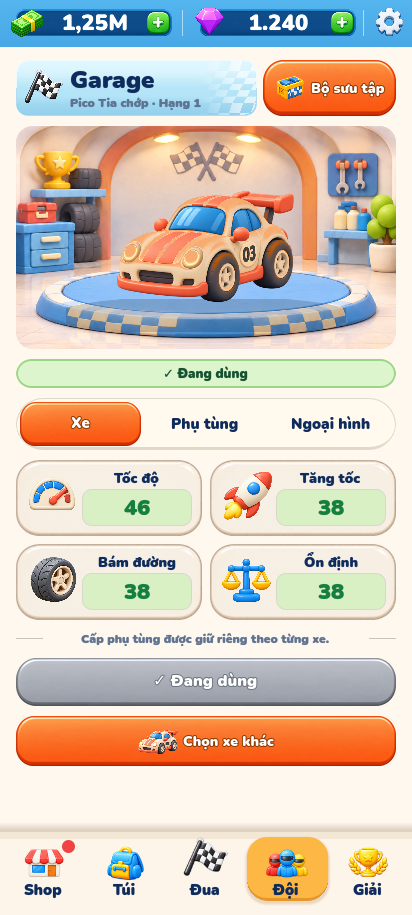 1,25M
1.240
Garage
Pico Tia chớp · Hạng 1
Bộ sưu tập
03
✓ Đang dùng
Xe
Phụ tùng
Ngoại hình
Tốc độ
46
Tăng tốc
38
Bám đường
38
Ổn định
38
Cấp phụ tùng được giữ riêng theo từng xe.
✓ Đang dùng
Chọn xe khác
Shop
Túi
Đua
Đội
Giải